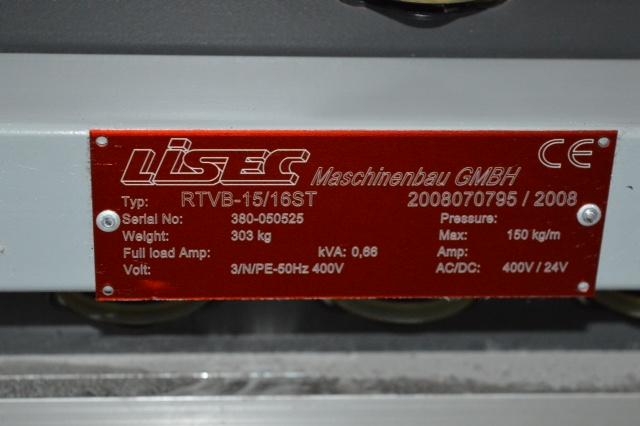 LiSEC Maschinenbau GMBH CE
Typ: RTVB-15/16ST 2008070795 / 2008
Serial No: 380-050525 Pressure:
Weight: 303 kg Max: 150 kg/m
Full load Amp: kVA: 0,66 Amp:
Volt: 3/N/PE-50Hz 400V AC/DC: 400V / 24V